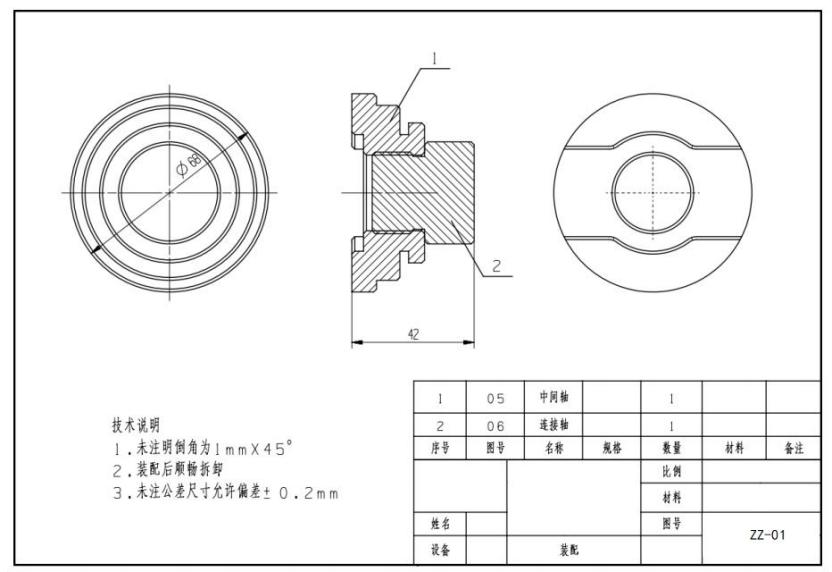 1
⌀68
2
42
技术说明
1.未注明倒角为1mmX45°
2.装配后顺畅拆卸
3.未注公差尺寸允许偏差±0.2mm
1 05 中间轴 1
2 06 连接轴 1
序号 图号 名称 规格 数量 材料 备注
比例
材料
姓名 图号
设备 装配 ZZ-01